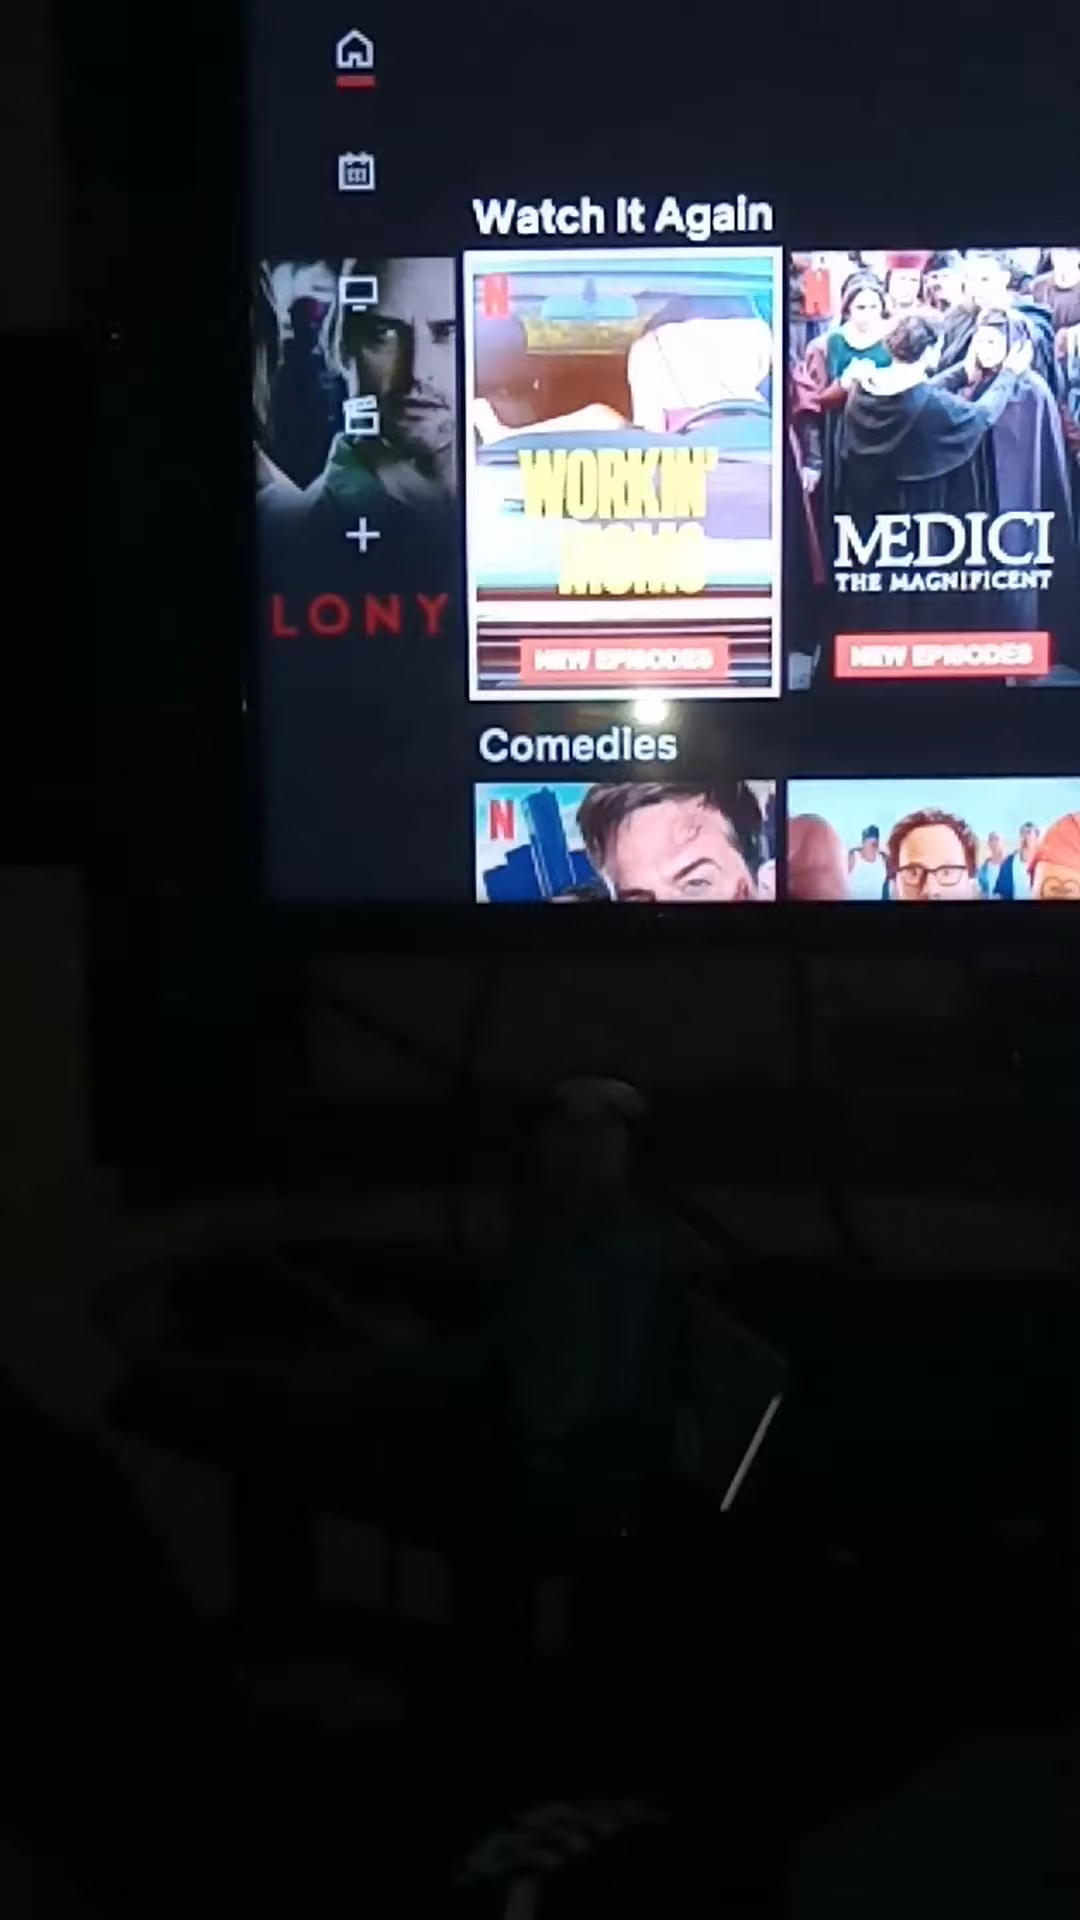 Watch It Again
N
WORKIN'
MOMS
NEW EPISODES
N
MEDICI
THE MAGNIFICENT
NEW EPISODES
LONY
Comedies
N